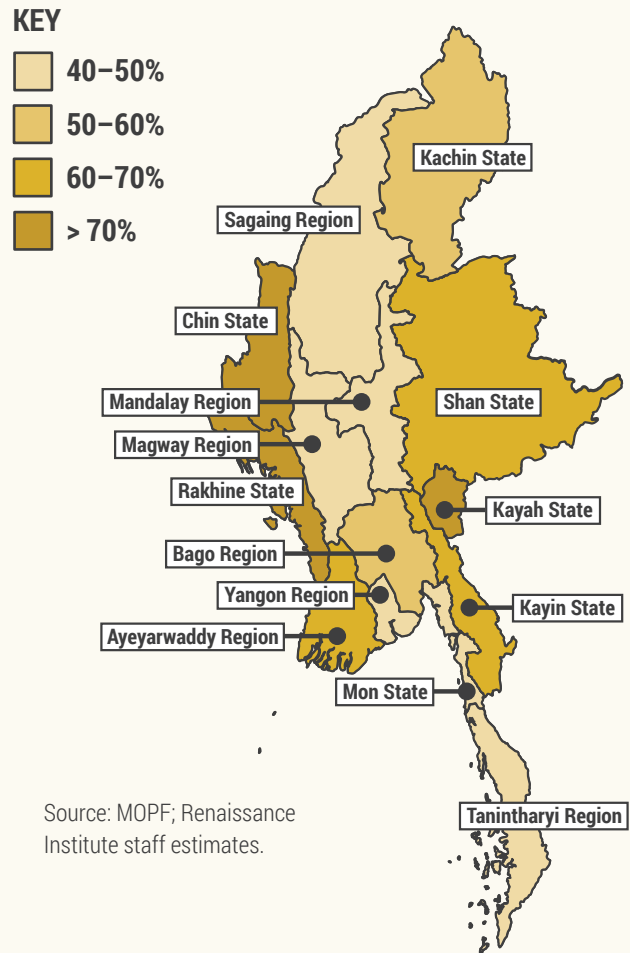 KEY
40–50%
50–60%
60–70%
> 70%
Kachin State
Sagaing Region
Chin State
Mandalay Region
Shan State
Magway Region
Rakhine State
Kayah State
Bago Region
Yangon Region
Kayin State
Ayeyarwaddy Region
Mon State
Tanintharyi Region
Source: MOPF; Renaissance
Institute staff estimates.